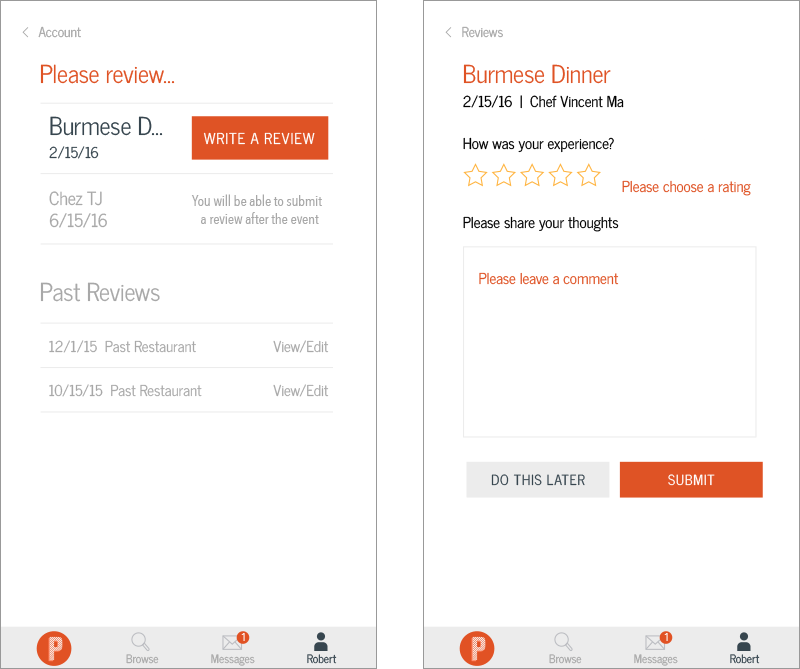 Account
Please review...
Burmese D...
2/15/16
WRITE A REVIEW
Chez TJ
6/15/16
You will be able to submit
a review after the event
Past Reviews
12/1/15 Past Restaurant View/Edit
10/15/15 Past Restaurant View/Edit
P
Browse
1
Messages
Robert
Reviews
Burmese Dinner
2/15/16 | Chef Vincent Ma
How was your experience?
Please choose a rating
Please share your thoughts
Please leave a comment
DO THIS LATER
SUBMIT
P
Browse
1
Messages
Robert